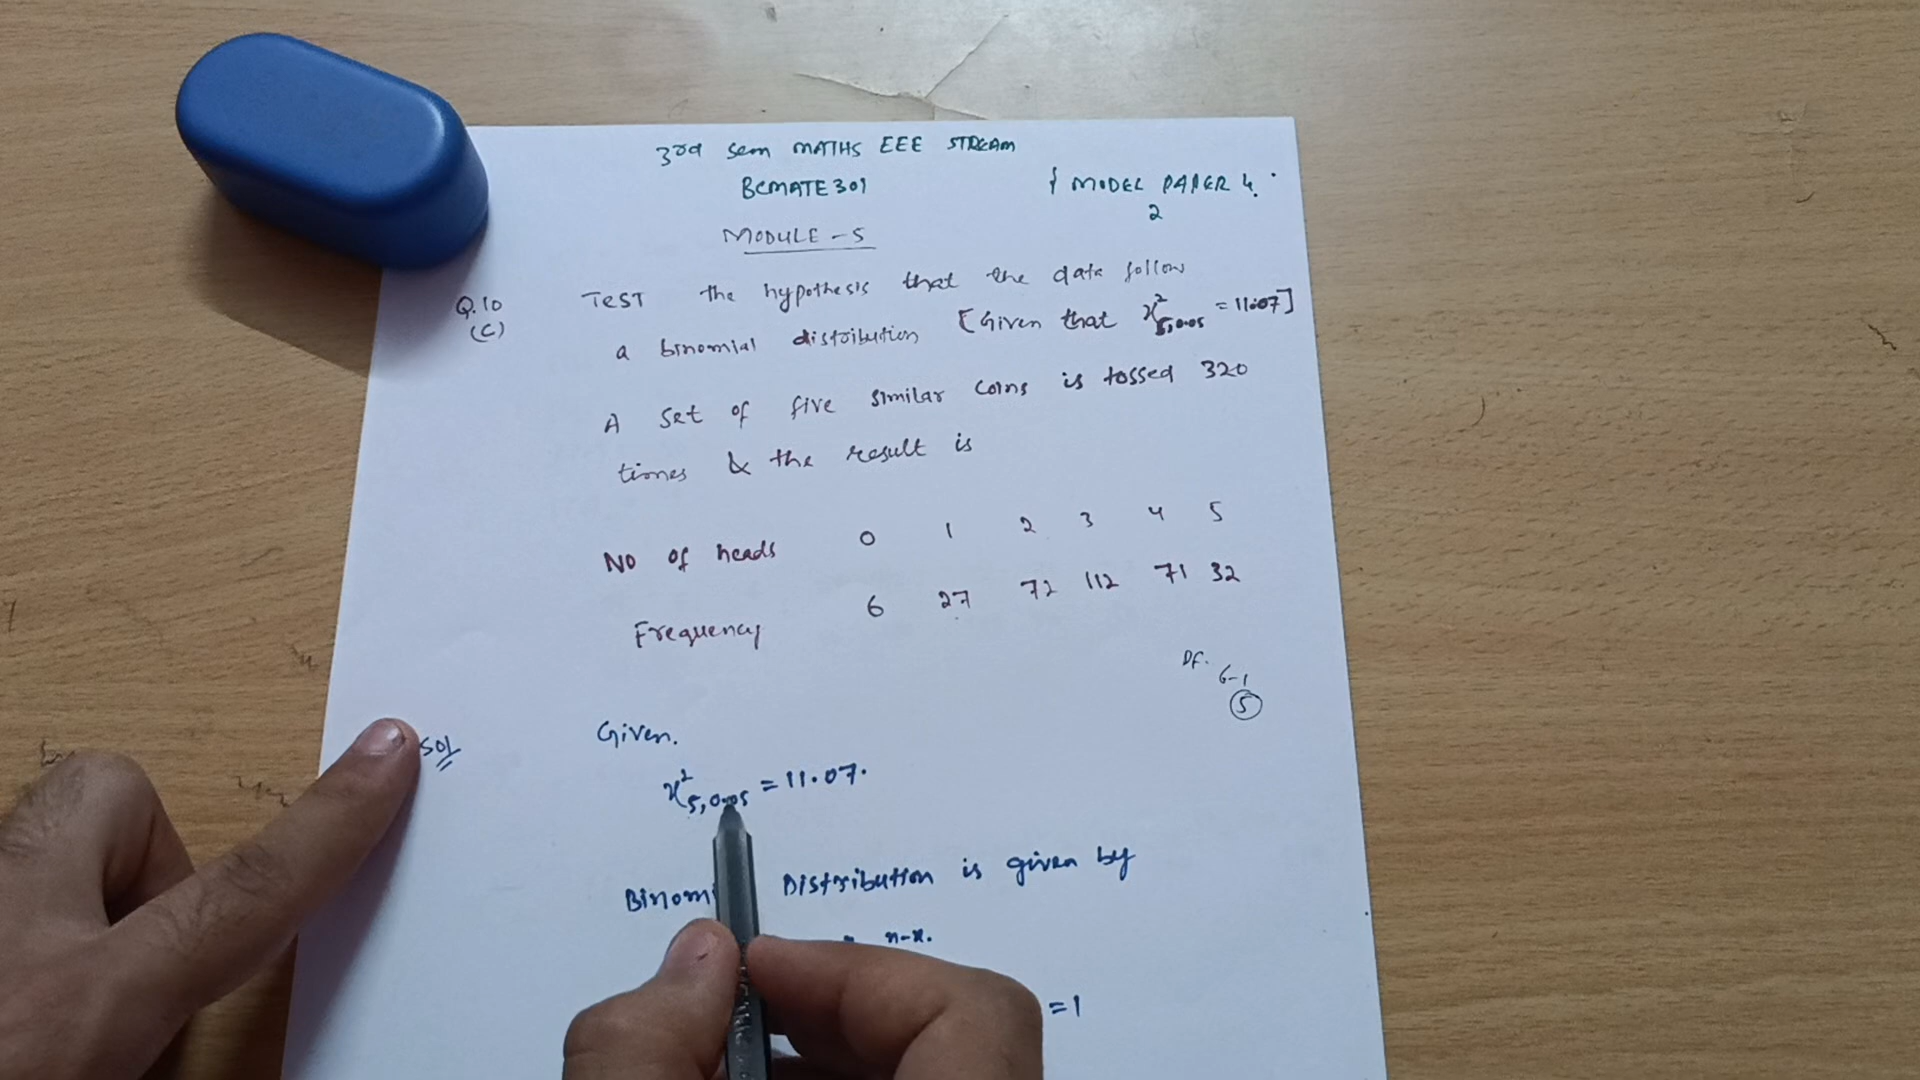 3rd Sem MATHS EEE STREAM
BCMATE301
{ MODEL PAPER
2
MODULE - 5
Q.10
(C)
TEST the hypothesis that the data follow
a binomial distribution [Given that χ²5,0.05 = 11.07]
A set of five similar coins is tossed 320
times & the result is
No of heads 0 1 2 3 4 5
Frequency 6 27 72 112 71 32
DF.
6-1
5
Sol
Given.
χ²5,0.05 = 11.07.
Distribution is given by
n-x.
=1